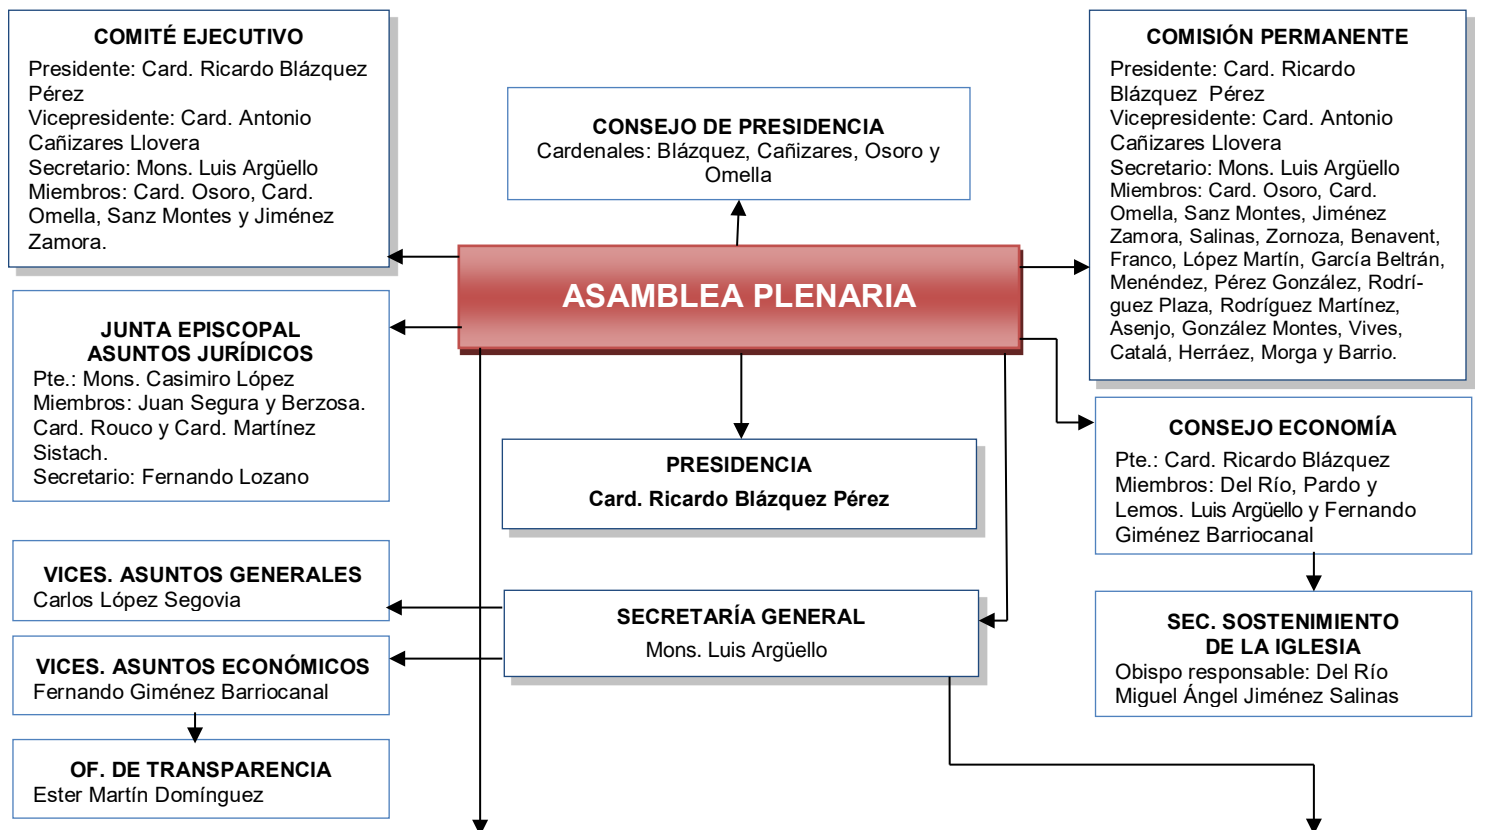 COMITÉ EJECUTIVO
Presidente: Card. Ricardo Blázquez
Pérez
Vicepresidente: Card. Antonio
Cañizares Llovera
Secretario: Mons. Luis Argüello
Miembros: Card. Osoro, Card.
Omella, Sanz Montes y Jiménez
Zamora.
CONSEJO DE PRESIDENCIA
Cardenales: Blázquez, Cañizares, Osoro y
Omella
COMISIÓN PERMANENTE
Presidente: Card. Ricardo
Blázquez Pérez
Vicepresidente: Card. Antonio
Cañizares Llovera
Secretario: Mons. Luis Argüello
Miembros: Card. Osoro, Card.
Omella, Sanz Montes, Jiménez
Zamora, Salinas, Zornoza, Benavent,
Franco, López Martín, García Beltrán,
Menéndez, Pérez González, Rodrí-
guez Plaza, Rodríguez Martínez,
Asenjo, González Montes, Vives,
Catalá, Herráez, Morga y Barrio.
ASAMBLEA PLENARIA
JUNTA EPISCOPAL
ASUNTOS JURÍDICOS
Pte.: Mons. Casimiro López
Miembros: Juan Segura y Berzosa.
Card. Rouco y Card. Martínez
Sistach.
Secretario: Fernando Lozano
PRESIDENCIA
Card. Ricardo Blázquez Pérez
CONSEJO ECONOMÍA
Pte.: Card. Ricardo Blázquez
Miembros: Del Río, Pardo y
Lemos. Luis Argüello y Fernando
Giménez Barriocanal
VICES. ASUNTOS GENERALES
Carlos López Segovia
SECRETARÍA GENERAL
Mons. Luis Argüello
SEC. SOSTENIMIENTO
DE LA IGLESIA
Obispo responsable: Del Río
Miguel Ángel Jiménez Salinas
VICES. ASUNTOS ECONÓMICOS
Fernando Giménez Barriocanal
OF. DE TRANSPARENCIA
Ester Martín Domínguez